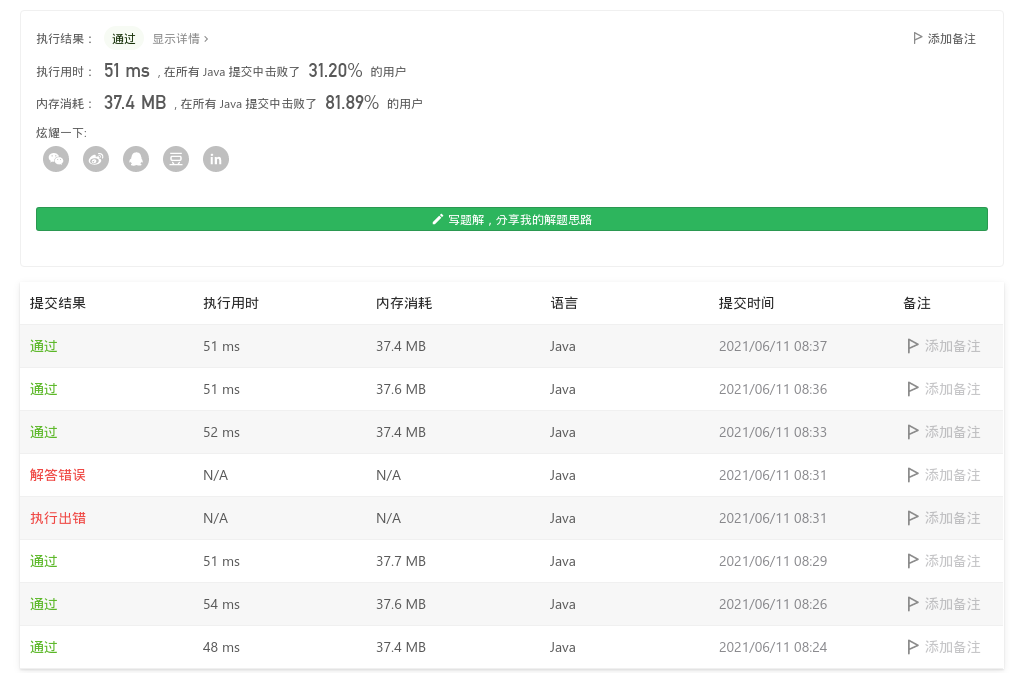 执行结果： 通过 显示详情 › 添加备注
执行用时： 51 ms , 在所有 Java 提交中击败了 31.20% 的用户
内存消耗： 37.4 MB , 在所有 Java 提交中击败了 81.89% 的用户
炫耀一下:
in
写题解，分享我的解题思路
提交结果 执行用时 内存消耗 语言 提交时间 备注
通过 51 ms 37.4 MB Java 2021/06/11 08:37 添加备注
通过 51 ms 37.6 MB Java 2021/06/11 08:36 添加备注
通过 52 ms 37.4 MB Java 2021/06/11 08:33 添加备注
解答错误 N/A N/A Java 2021/06/11 08:31 添加备注
执行出错 N/A N/A Java 2021/06/11 08:31 添加备注
通过 51 ms 37.7 MB Java 2021/06/11 08:29 添加备注
通过 54 ms 37.6 MB Java 2021/06/11 08:26 添加备注
通过 48 ms 37.4 MB Java 2021/06/11 08:24 添加备注